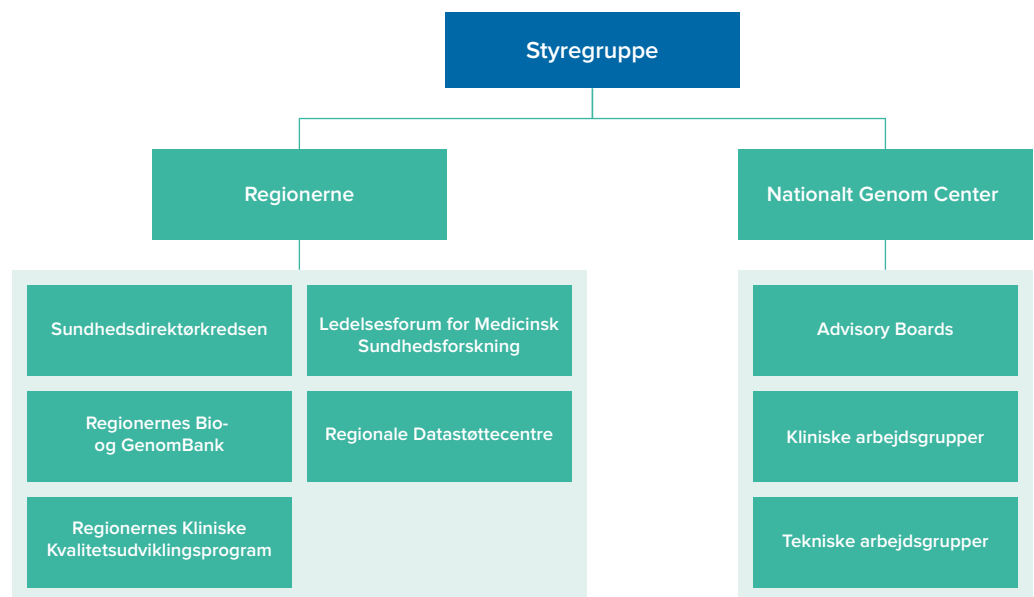 Styregruppe
Regionerne
Nationalt Genom Center
Sundhedsdirektørkredsen
Ledelsesforum for Medicinsk
Sundhedsforskning
Regionernes Bio-
og GenomBank
Regionale Datastøttecentre
Regionernes Kliniske
Kvalitetsudviklingsprogram
Advisory Boards
Kliniske arbejdsgrupper
Tekniske arbejdsgrupper